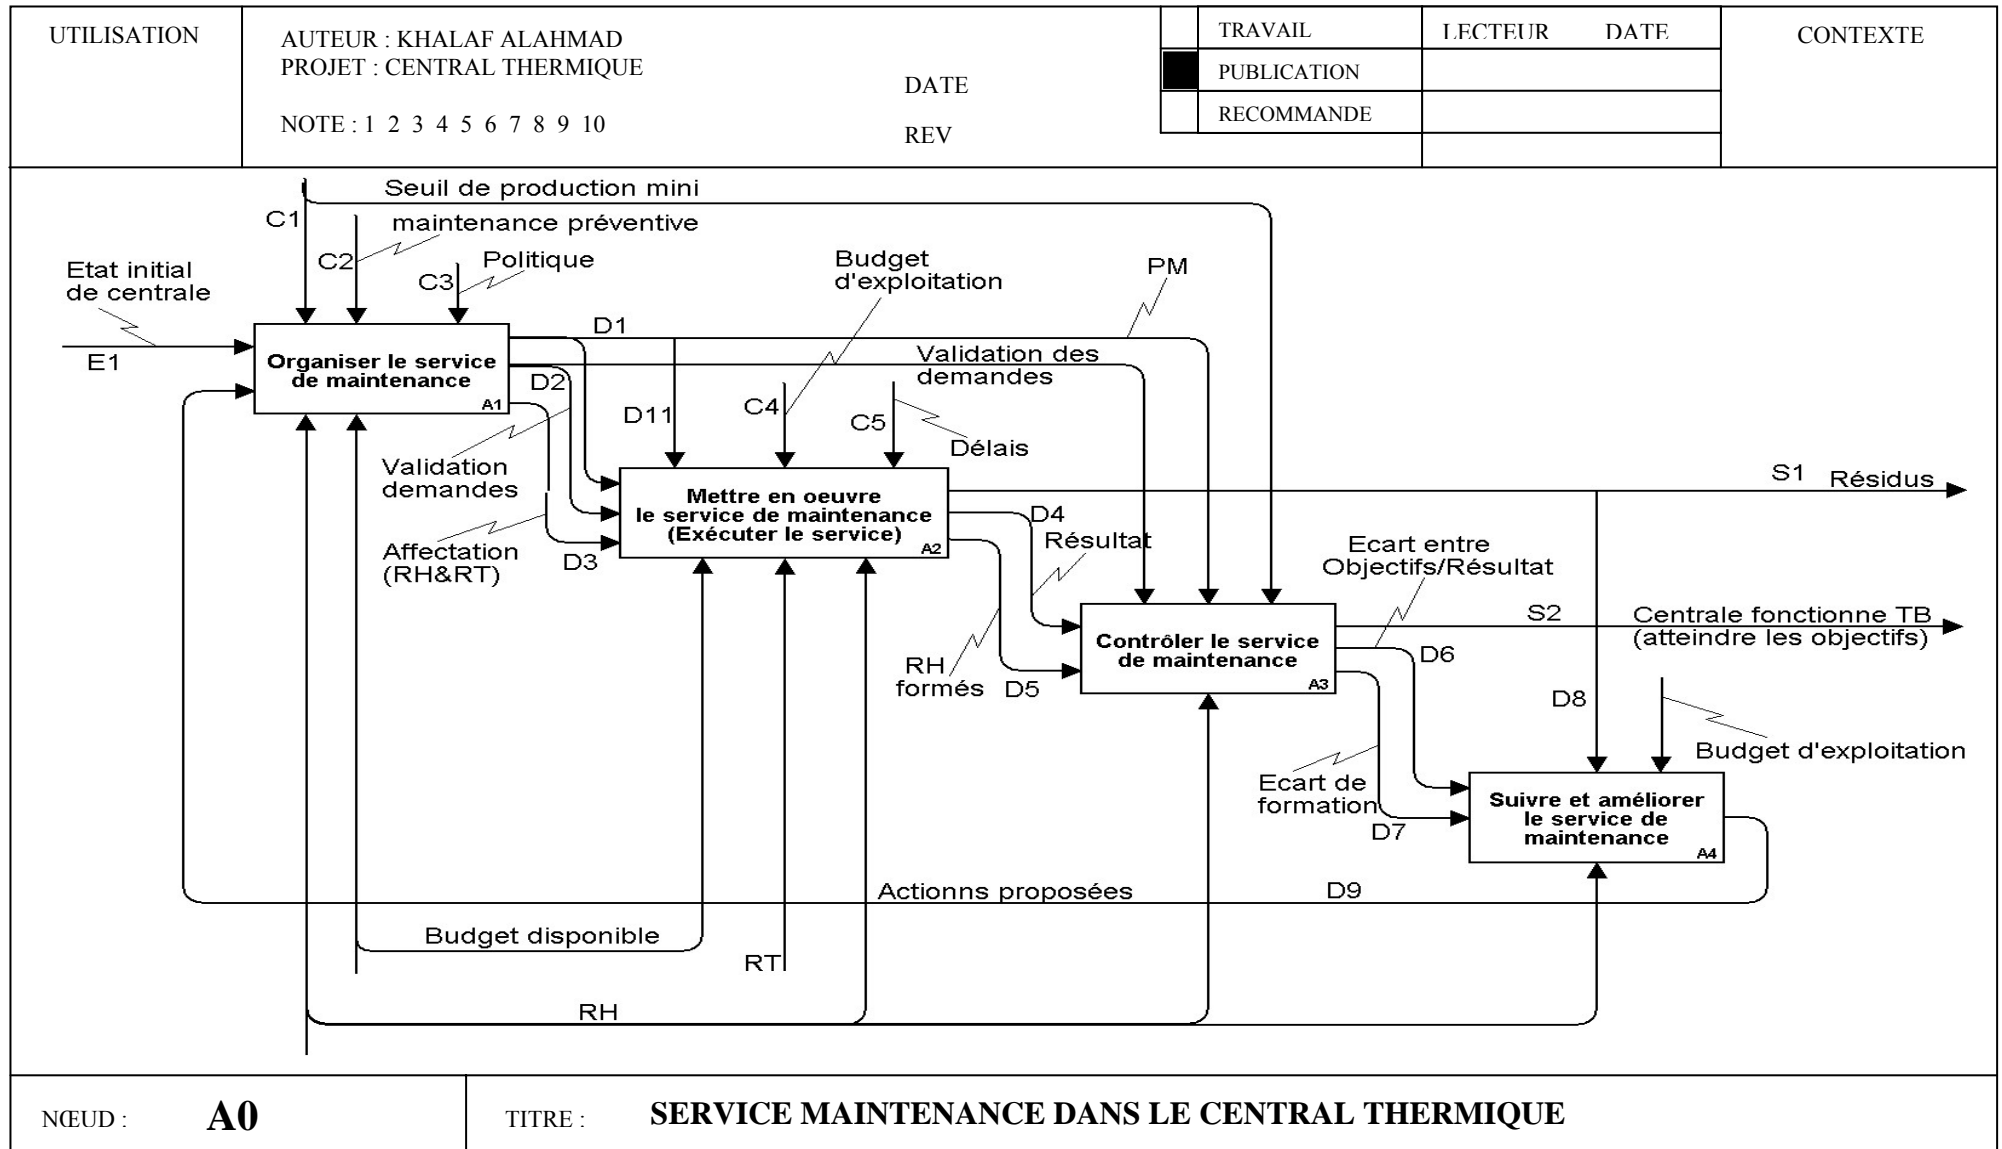 UTILISATION
AUTEUR : KHALAF ALAHMAD
PROJET : CENTRAL THERMIQUE
NOTE : 1 2 3 4 5 6 7 8 9 10
DATE
REV
TRAVAIL
PUBLICATION
RECOMMANDE
LECTEUR DATE
CONTEXTE
Seuil de production mini
C1
maintenance préventive
C2
Politique
C3
Etat initial
de centrale
E1
Budget
d'exploitation
PM
Organiser le service
de maintenance
A1
D1
D2
Validation des
demandes
D11
C4
C5
Délais
Validation
demandes
Affectation
(RH&RT)
D3
Mettre en oeuvre
le service de maintenance
(Exécuter le service)
A2
S1 Résidus
D4
Résultat
Ecart entre
Objectifs/Résultat
S2
Centrale fonctionne TB
(atteindre les objectifs)
Contrôler le service
de maintenance
A3
RH
formés
D5
D6
D8
Budget d'exploitation
Ecart de
formation
D7
Suivre et améliorer
le service de
maintenance
A4
Actionns proposées
D9
Budget disponible
RT
RH
NŒUD :
A0
TITRE :
SERVICE MAINTENANCE DANS LE CENTRAL THERMIQUE